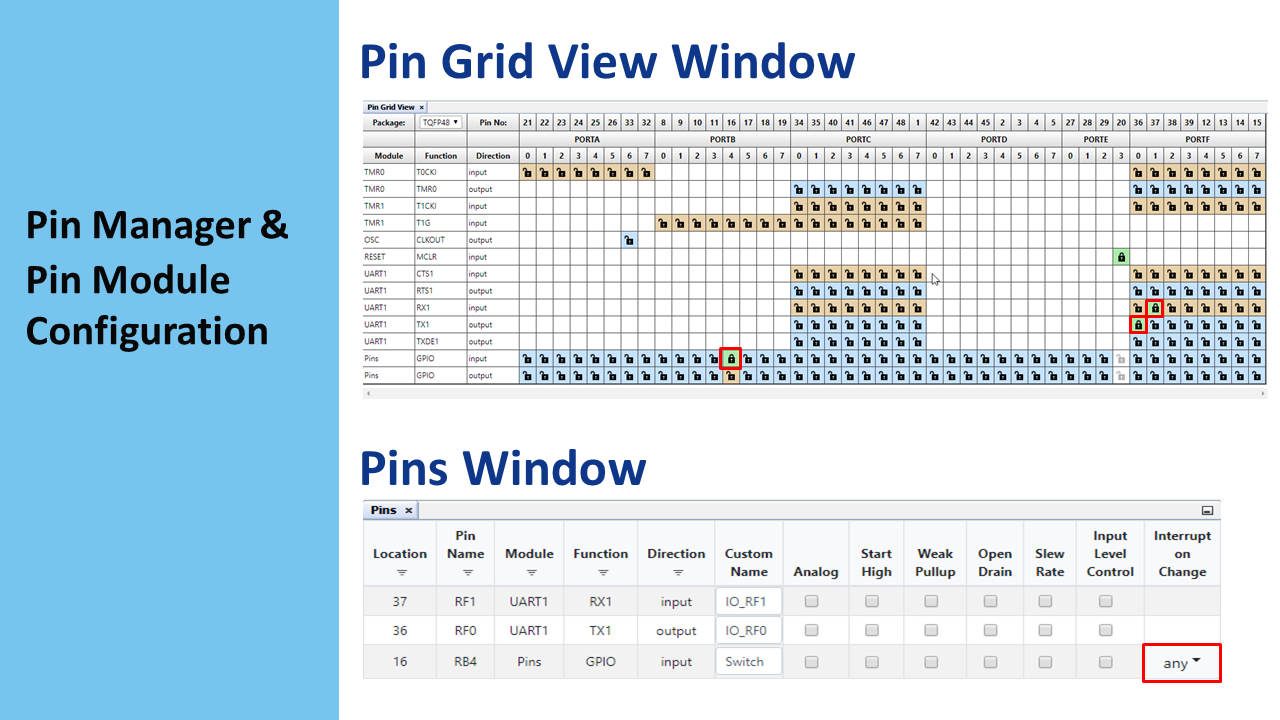 Pin Manager &
Pin Module
Configuration
Pin Grid View Window
Pin Grid View ×
Package: TQFP48 ▼ Pin No: 21 22 23 24 25 26 33 32 8 9 10 11 16 17 18 19 34 35 40 41 46 47 48 1 42 43 44 45 2 3 4 5 27 28 29 20 36 37 38 39 12 13 14 15
PORTA PORTB PORTC PORTD PORTE PORTF
Module Function Direction 0 1 2 3 4 5 6 7 0 1 2 3 4 5 6 7 0 1 2 3 4 5 6 7 0 1 2 3 4 5 6 7 0 1 2 3 0 1 2 3 4 5 6 7
TMR0 T0CKI input
TMR0 TMR0 output
TMR1 T1CKI input
TMR1 T1G input
OSC CLKOUT output
RESET MCLR input
UART1 CTS1 input
UART1 RTS1 output
UART1 RX1 input
UART1 TX1 output
UART1 TXDE1 output
Pins GPIO input
Pins GPIO output
Pins Window
Pins ×
Location Pin Name Module Function Direction Custom Name Analog Start High Weak Pullup Open Drain Slew Rate Input Level Control Interrupt on Change
37 RF1 UART1 RX1 input IO_RF1
36 RF0 UART1 TX1 output IO_RF0
16 RB4 Pins GPIO input Switch any